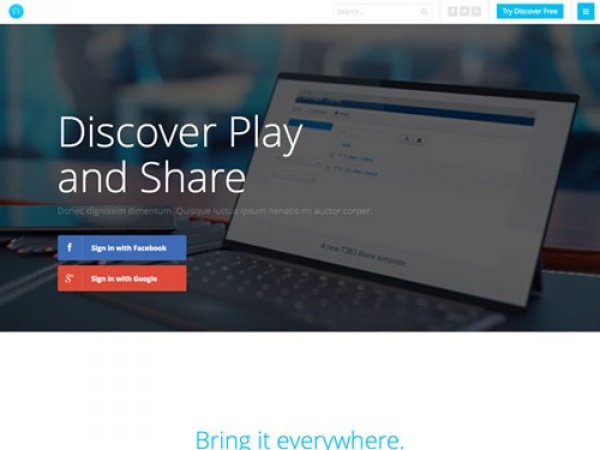 Search...
Try Discover Free
Discover Play
and Share
Donec dignissim dimentum. Quisque luctus ipsum nenatis mi auctor corper.
f Sign in with Facebook
g+ Sign in with Google
A new T3B3 Blank template
Bring it everywhere.